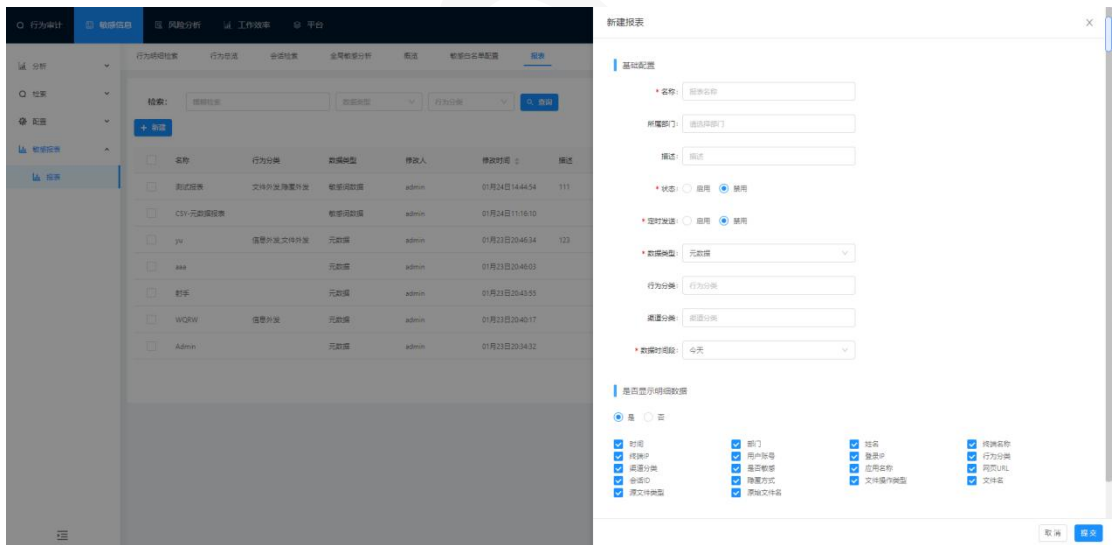 行为审计 敏感信息 风险分析 工作效率 平台
分析
检索
配置
敏感报表
报表
行为明细检索 行为总览 会话检索 全局敏感分析 概览 敏感白名单配置 报表
检索: 模糊检索 数据类型 行为分类 查询
+ 新建
名称 行为分类 数据类型 修改人 修改时间 描述
测试报表 文件外发,隐匿外发 敏感词数据 admin 01月24日14:44:54 111
CSY-元数据报表 敏感词数据 admin 01月24日11:16:10
yu 信息外发,文件外发 元数据 admin 01月23日20:46:34 123
aaa 元数据 admin 01月23日20:46:03
射手 元数据 admin 01月23日20:43:55
WQRW 信息外发 元数据 admin 01月23日20:40:17
Admin 元数据 admin 01月23日20:34:32
新建报表
基础配置
* 名称: 报表名称
所属部门: 请选择部门
描述: 描述
* 状态: 启用 禁用
* 定时发送: 启用 禁用
* 数据类型: 元数据
行为分类: 行为分类
渠道分类: 渠道分类
* 数据时间段: 今天
是否显示明细数据
是 否
时间 部门 姓名 终端名称
终端IP 用户账号 登录IP 行为分类
渠道分类 是否敏感 应用名称 网页URL
会话ID 隐匿方式 文件操作类型 文件名
源文件类型 原始文件名
取消 提交